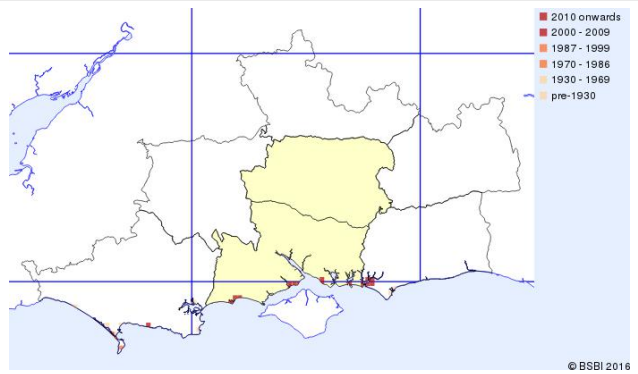 2010 onwards
2000 - 2009
1987 - 1999
1970 - 1986
1930 - 1969
pre-1930
© BSBI 2016